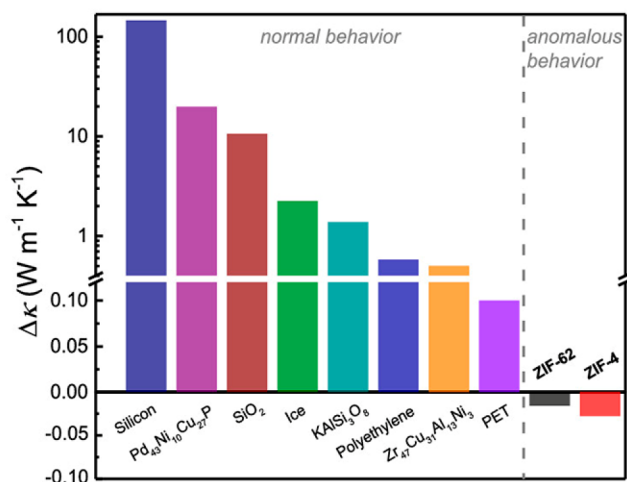 normal behavior
anomalous
behavior
100
10
1
0.10
0.05
0.00
-0.05
-0.10
Δκ (W m⁻¹ K⁻¹)
ZIF-62
ZIF-4
Silicon
Pd₄₃Ni₁₀Cu₂₇P
SiO₂
Ice
KAlSi₃O₈
Polyethylene
Zr₄₇Cu₃₁Al₁₃Ni₃
PET